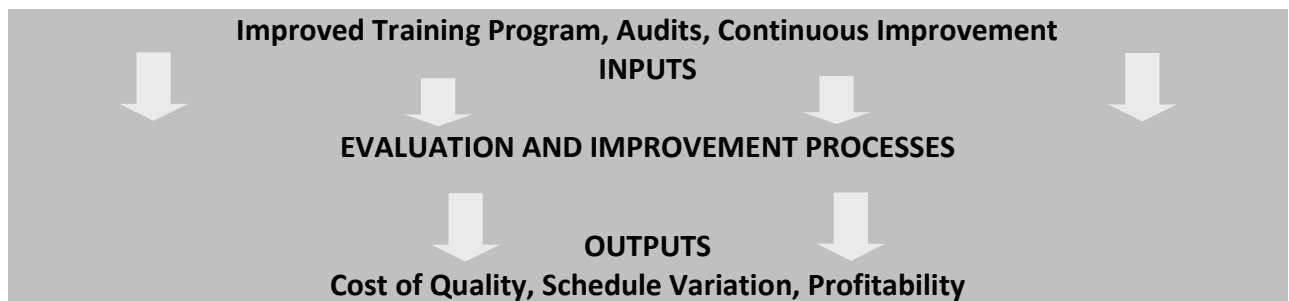 Improved Training Program, Audits, Continuous Improvement
INPUTS
EVALUATION AND IMPROVEMENT PROCESSES
OUTPUTS
Cost of Quality, Schedule Variation, Profitability